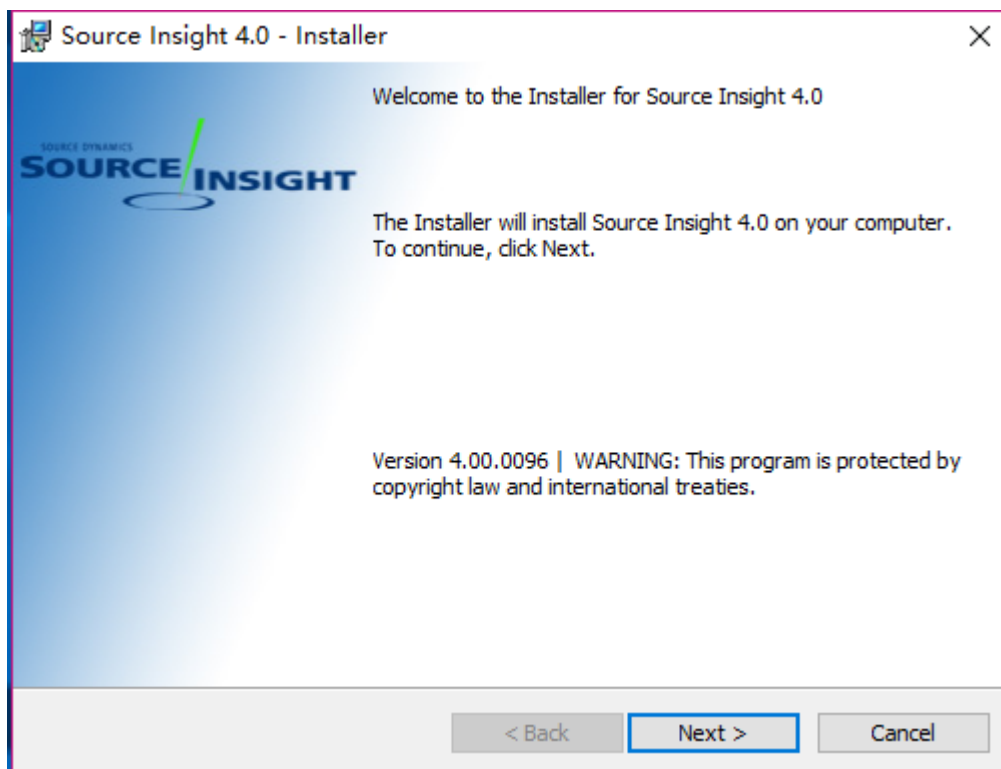 Source Insight 4.0 - Installer
Welcome to the Installer for Source Insight 4.0
SOURCE DYNAMICS
SOURCE INSIGHT
The Installer will install Source Insight 4.0 on your computer.
To continue, click Next.
Version 4.00.0096 | WARNING: This program is protected by
copyright law and international treaties.
< Back
Next >
Cancel